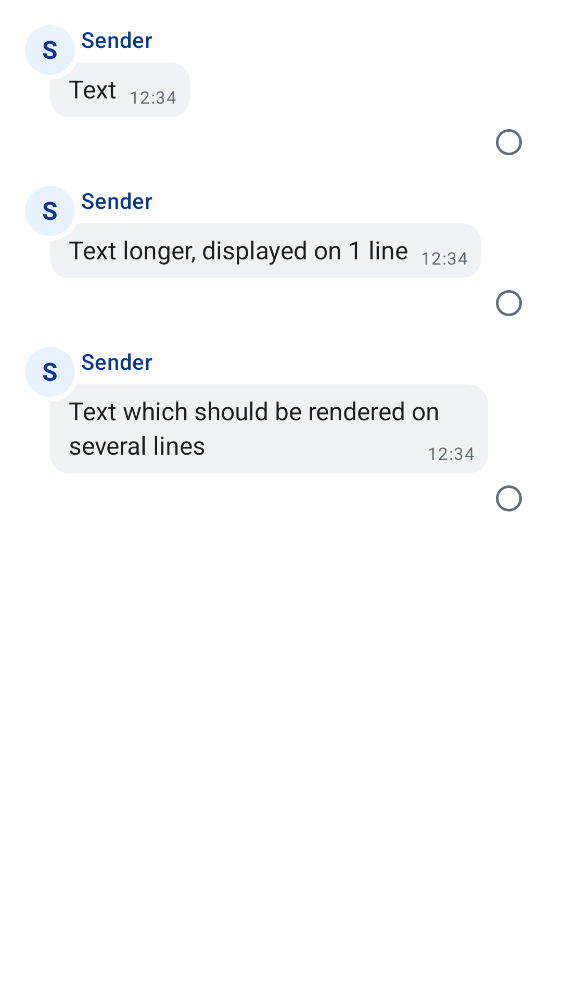 S Sender
Text 12:34
S Sender
Text longer, displayed on 1 line 12:34
S Sender
Text which should be rendered on
several lines 12:34